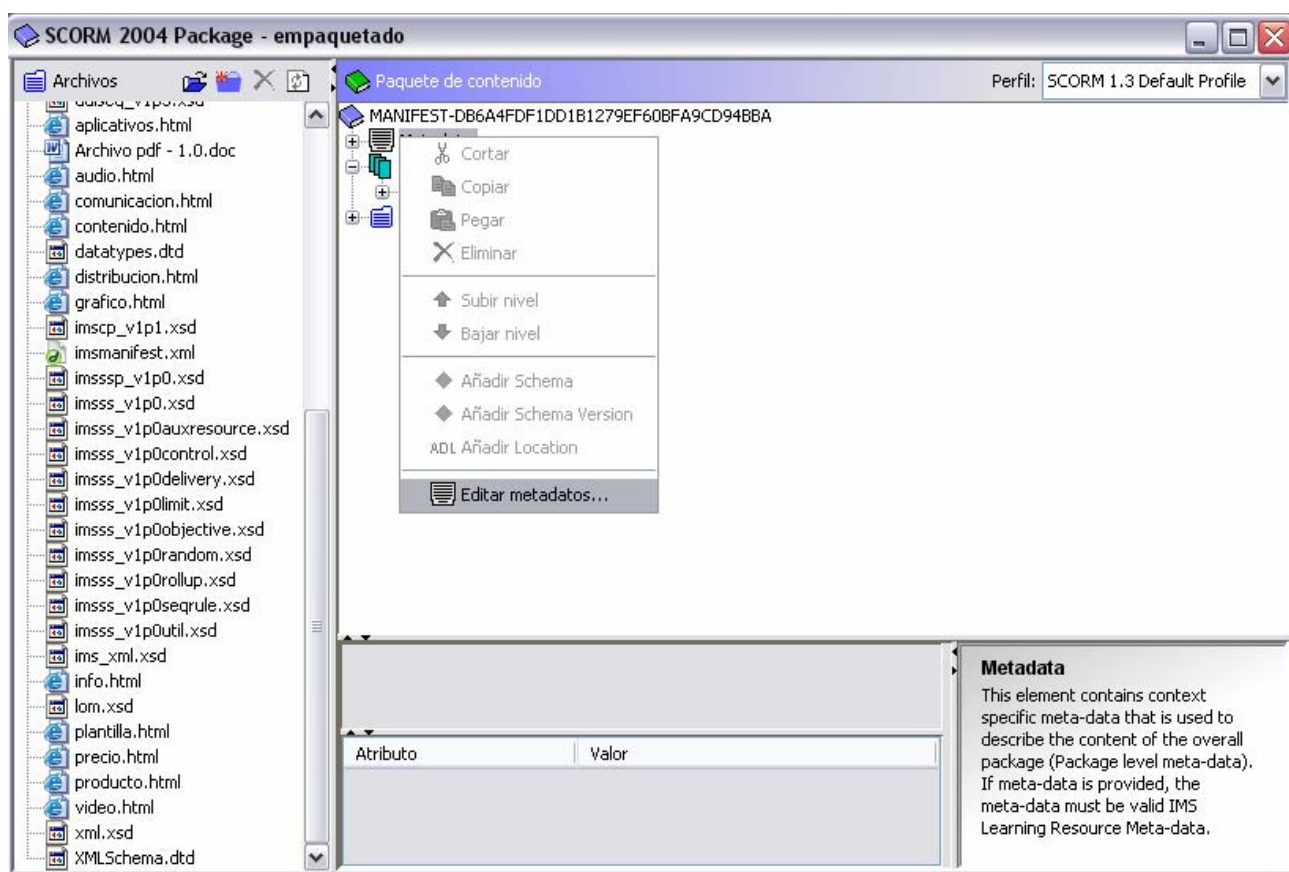 SCORM 2004 Package - empaquetado
Archivos
Paquete de contenido
Perfil: SCORM 1.3 Default Profile
aplicativos.html
Archivo pdf - 1.0.doc
audio.html
comunicacion.html
contenido.html
datatypes.dtd
distribucion.html
grafico.html
imscp_v1p1.xsd
imsmanifest.xml
imsssp_v1p0.xsd
imsss_v1p0.xsd
imsss_v1p0auxresource.xsd
imsss_v1p0control.xsd
imsss_v1p0delivery.xsd
imsss_v1p0limit.xsd
imsss_v1p0objective.xsd
imsss_v1p0random.xsd
imsss_v1p0rollup.xsd
imsss_v1p0seqrule.xsd
imsss_v1p0util.xsd
ims_xml.xsd
info.html
lom.xsd
plantilla.html
precio.html
producto.html
video.html
xml.xsd
XMLSchema.dtd
MANIFEST-DB6A4FDF1DD1B1279EF60BFA9CD94BBA
Cortar
Copiar
Pegar
Eliminar
Subir nivel
Bajar nivel
Añadir Schema
Añadir Schema Version
ADL Añadir Location
Editar metadatos...
Atributo
Valor
Metadata
This element contains context
specific meta-data that is used to
describe the content of the overall
package (Package level meta-data).
If meta-data is provided, the
meta-data must be valid IMS
Learning Resource Meta-data.